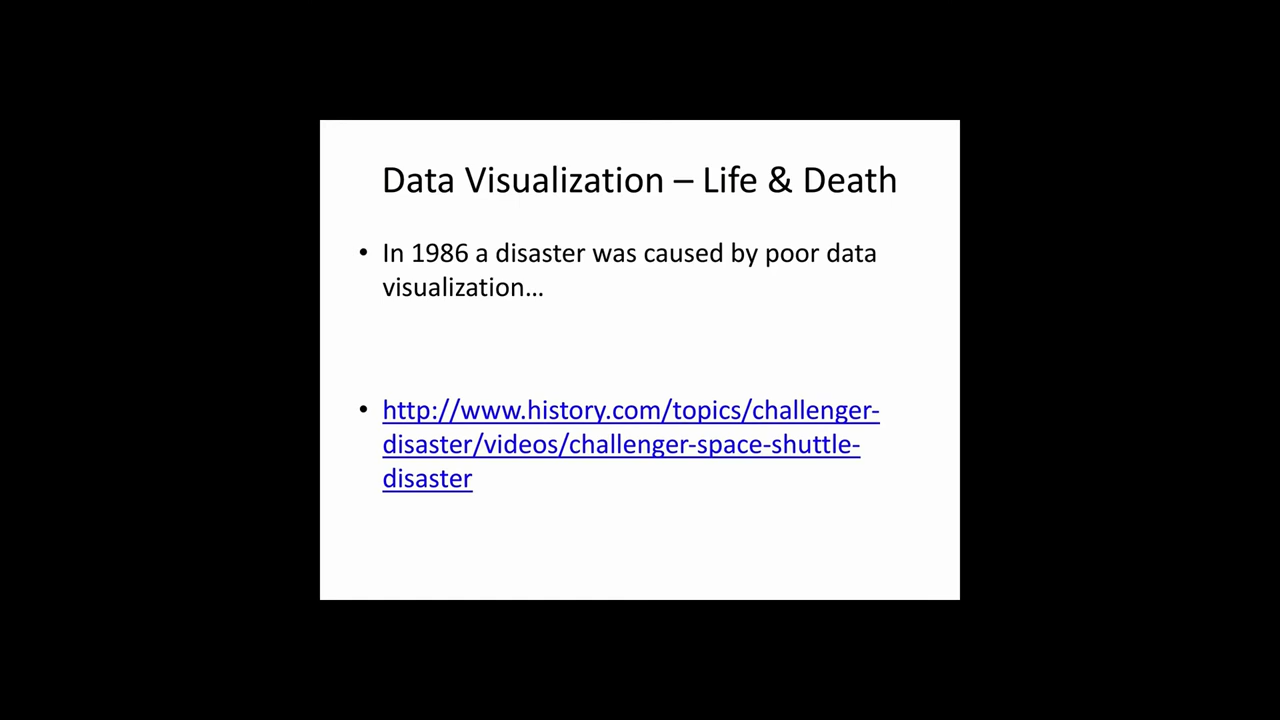 Data Visualization – Life & Death
• In 1986 a disaster was caused by poor data
visualization…
• http://www.history.com/topics/challenger-
disaster/videos/challenger-space-shuttle-
disaster